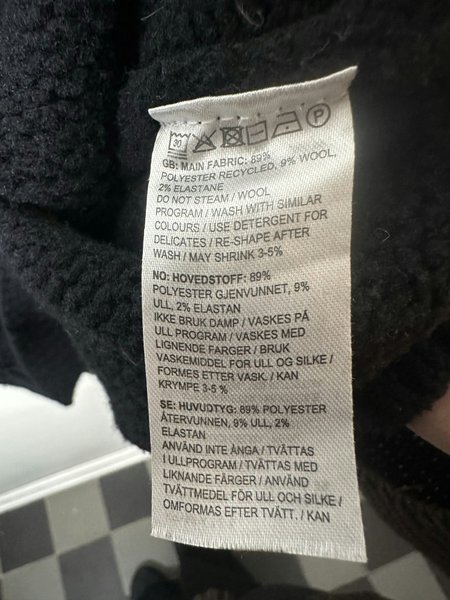 30 P
GB: MAIN FABRIC: 89%
POLYESTER RECYCLED, 9% WOOL,
2% ELASTANE
DO NOT STEAM / WOOL
PROGRAM / WASH WITH SIMILAR
COLOURS / USE DETERGENT FOR
DELICATES / RE-SHAPE AFTER
WASH / MAY SHRINK 3-5%
NO: HOVEDSTOFF: 89%
POLYESTER GJENVUNNET, 9%
ULL, 2% ELASTAN
IKKE BRUK DAMP / VASKES PÅ
ULL PROGRAM / VASKES MED
LIGNENDE FARGER / BRUK
VASKEMIDDEL FOR ULL OG SILKE /
FORMES ETTER VASK. / KAN
KRYMPE 3-5 %
SE: HUVUDTYG: 89% POLYESTER
ÅTERVUNNEN, 9% ULL, 2%
ELASTAN
ANVÄND INTE ÅNGA / TVÄTTAS
I ULLPROGRAM / TVÄTTAS MED
LIKNANDE FÄRGER / ANVÄND
TVÄTTMEDEL FÖR ULL OCH SILKE /
OMFORMAS EFTER TVÄTT. / KAN